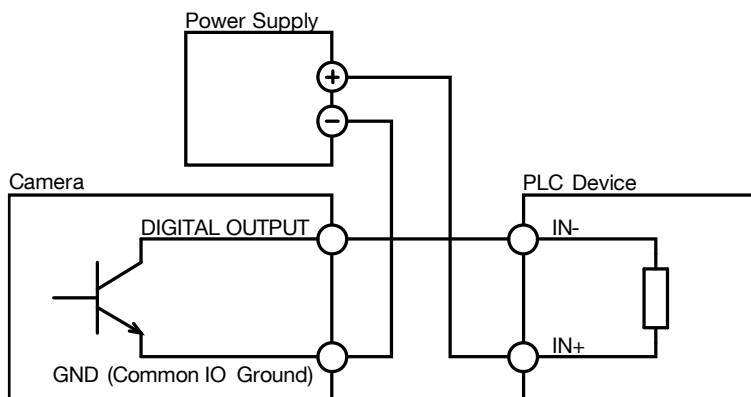 Power Supply
+
−
Camera
PLC Device
DIGITAL OUTPUT
IN-
GND (Common IO Ground)
IN+